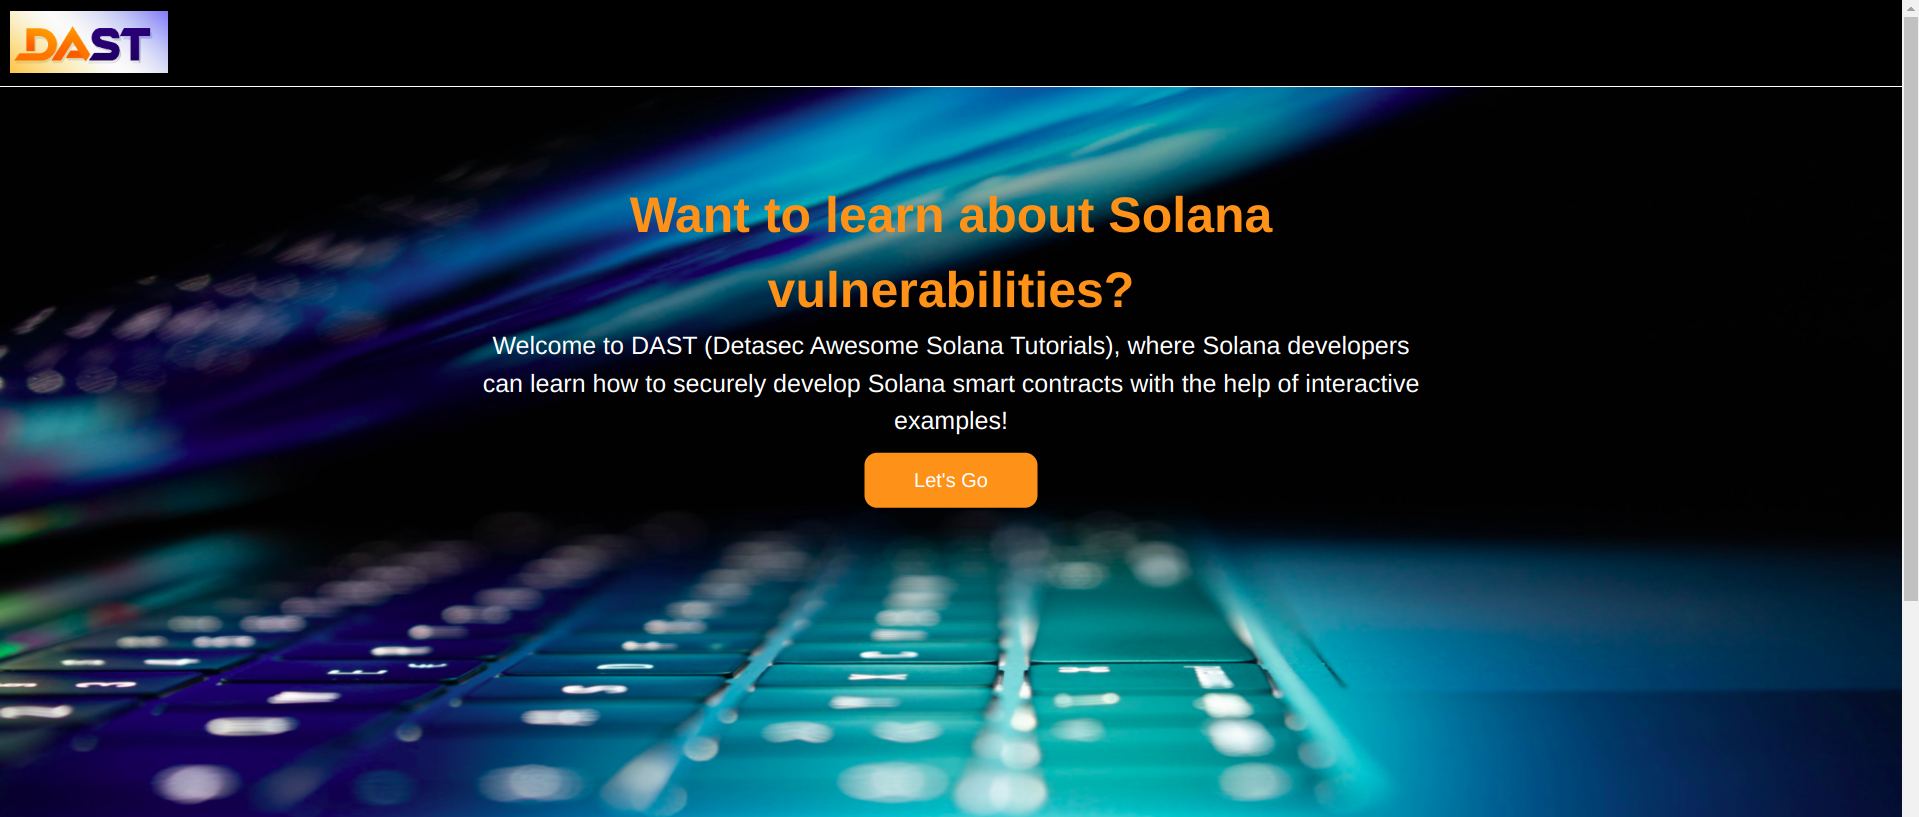 DAST
Want to learn about Solana
vulnerabilities?
Welcome to DAST (Detasec Awesome Solana Tutorials), where Solana developers
can learn how to securely develop Solana smart contracts with the help of interactive
examples!
Let's Go